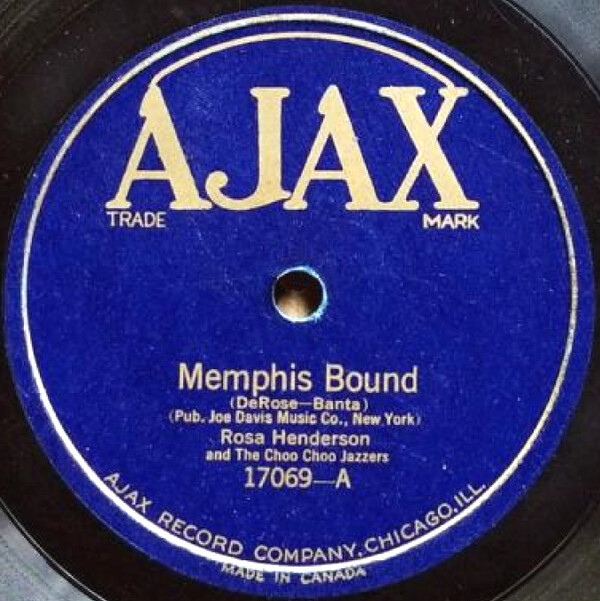 AJAX
TRADE MARK
Memphis Bound
(DeRose—Banta)
(Pub. Joe Davis Music Co., New York)
Rosa Henderson
and The Choo Choo Jazzers
17069—A
AJAX RECORD COMPANY, CHICAGO, ILL.
MADE IN CANADA